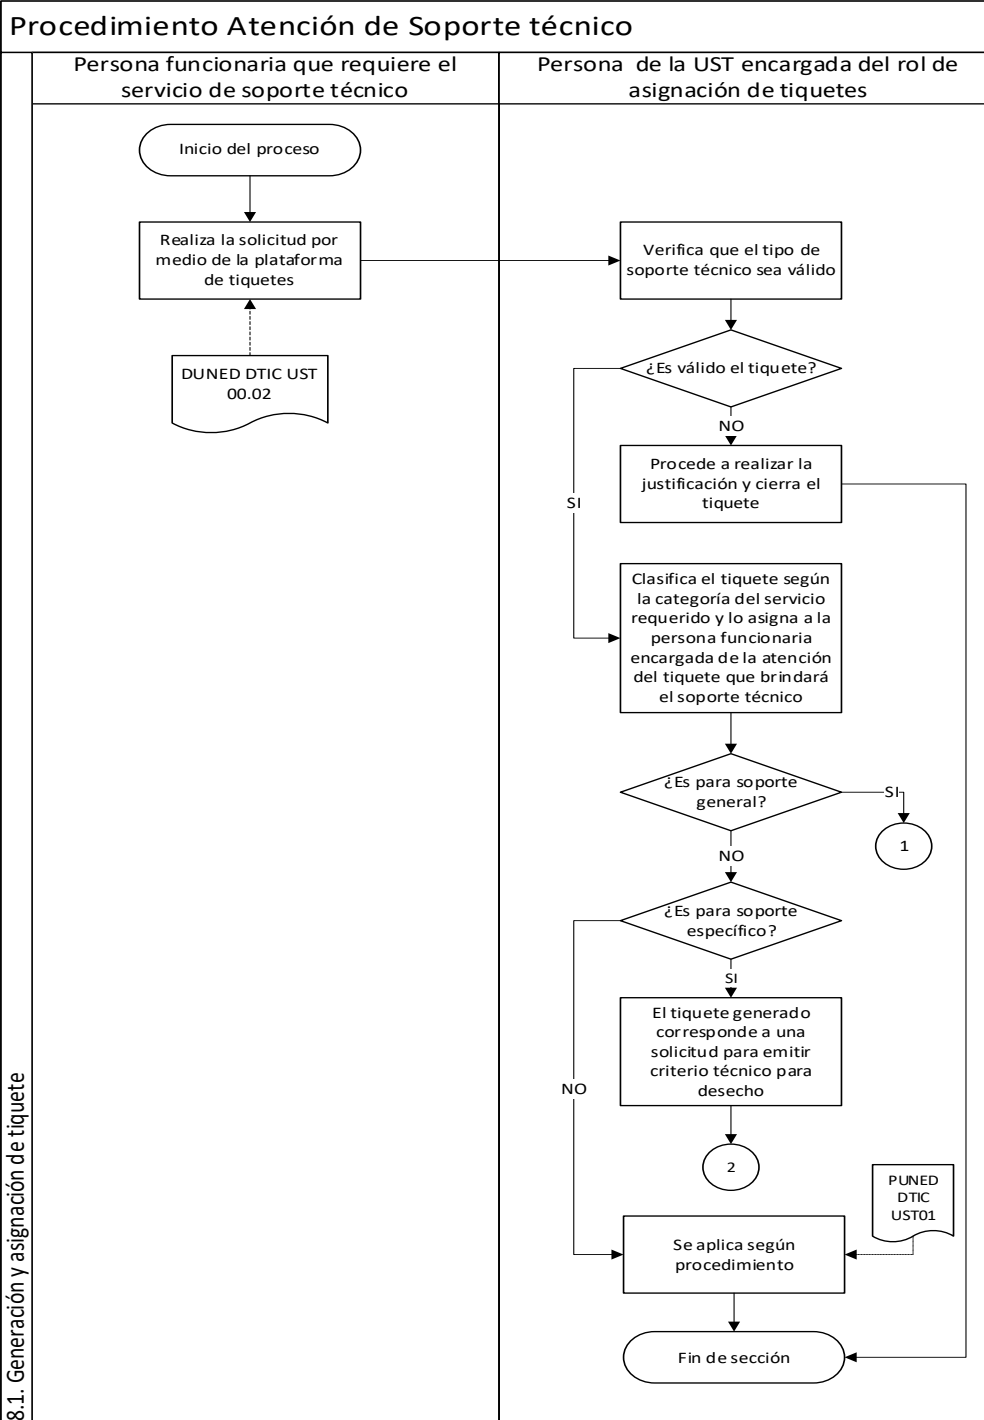 Procedimiento Atención de Soporte técnico
Persona funcionaria que requiere el
servicio de soporte técnico
Persona de la UST encargada del rol de
asignación de tiquetes
8.1. Generación y asignación de tiquete
Inicio del proceso
Realiza la solicitud por
medio de la plataforma
de tiquetes
DUNED DTIC UST
00.02
Verifica que el tipo de
soporte técnico sea válido
¿Es válido el tiquete?
NO
SI
Procede a realizar la
justificación y cierra el
tiquete
Clasifica el tiquete según
la categoría del servicio
requerido y lo asigna a la
persona funcionaria
encargada de la atención
del tiquete que brindará
el soporte técnico
¿Es para soporte
general?
SI
1
NO
¿Es para soporte
específico?
SI
NO
El tiquete generado
corresponde a una
solicitud para emitir
criterio técnico para
desecho
2
PUNED
DTIC
UST01
Se aplica según
procedimiento
Fin de sección